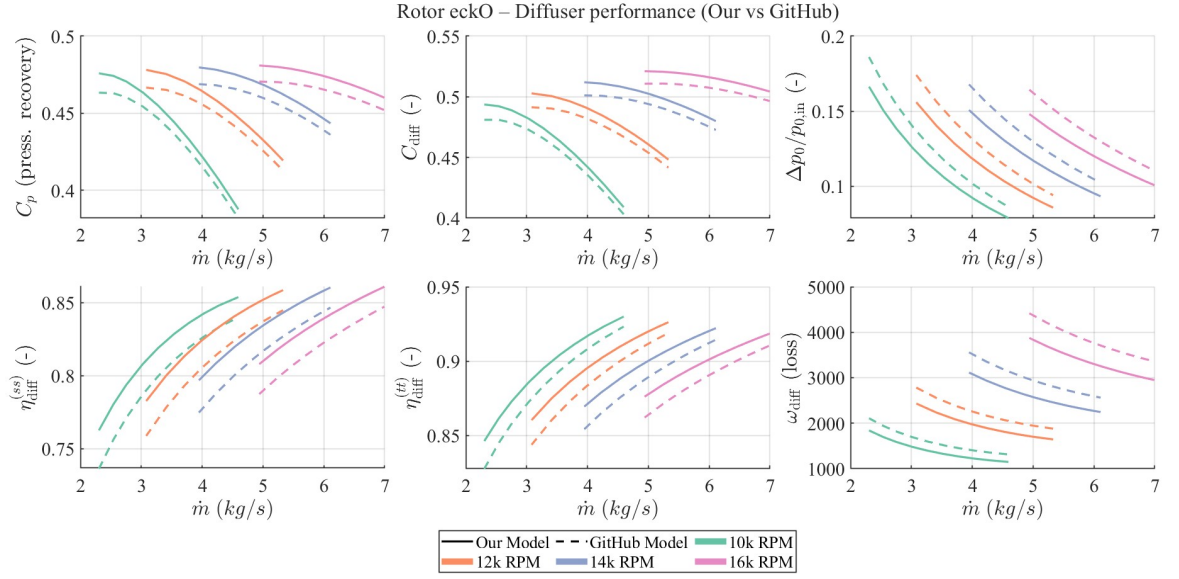 Rotor eckO – Diffuser performance (Our vs GitHub)
0.5
0.45
0.4
2 3 4 5 6 7
C_p (press. recovery)
ṁ (kg/s)
0.55
0.5
0.45
0.4
2 3 4 5 6 7
C_diff (-)
ṁ (kg/s)
0.2
0.15
0.1
2 3 4 5 6 7
Δp_0/p_0,in (-)
ṁ (kg/s)
0.85
0.8
0.75
2 3 4 5 6 7
η_diff^(ss) (-)
ṁ (kg/s)
0.95
0.9
0.85
2 3 4 5 6 7
η_diff^(tt) (-)
ṁ (kg/s)
5000
4000
3000
2000
1000
2 3 4 5 6 7
ω_diff (loss)
ṁ (kg/s)
Our Model GitHub Model 10k RPM
12k RPM 14k RPM 16k RPM